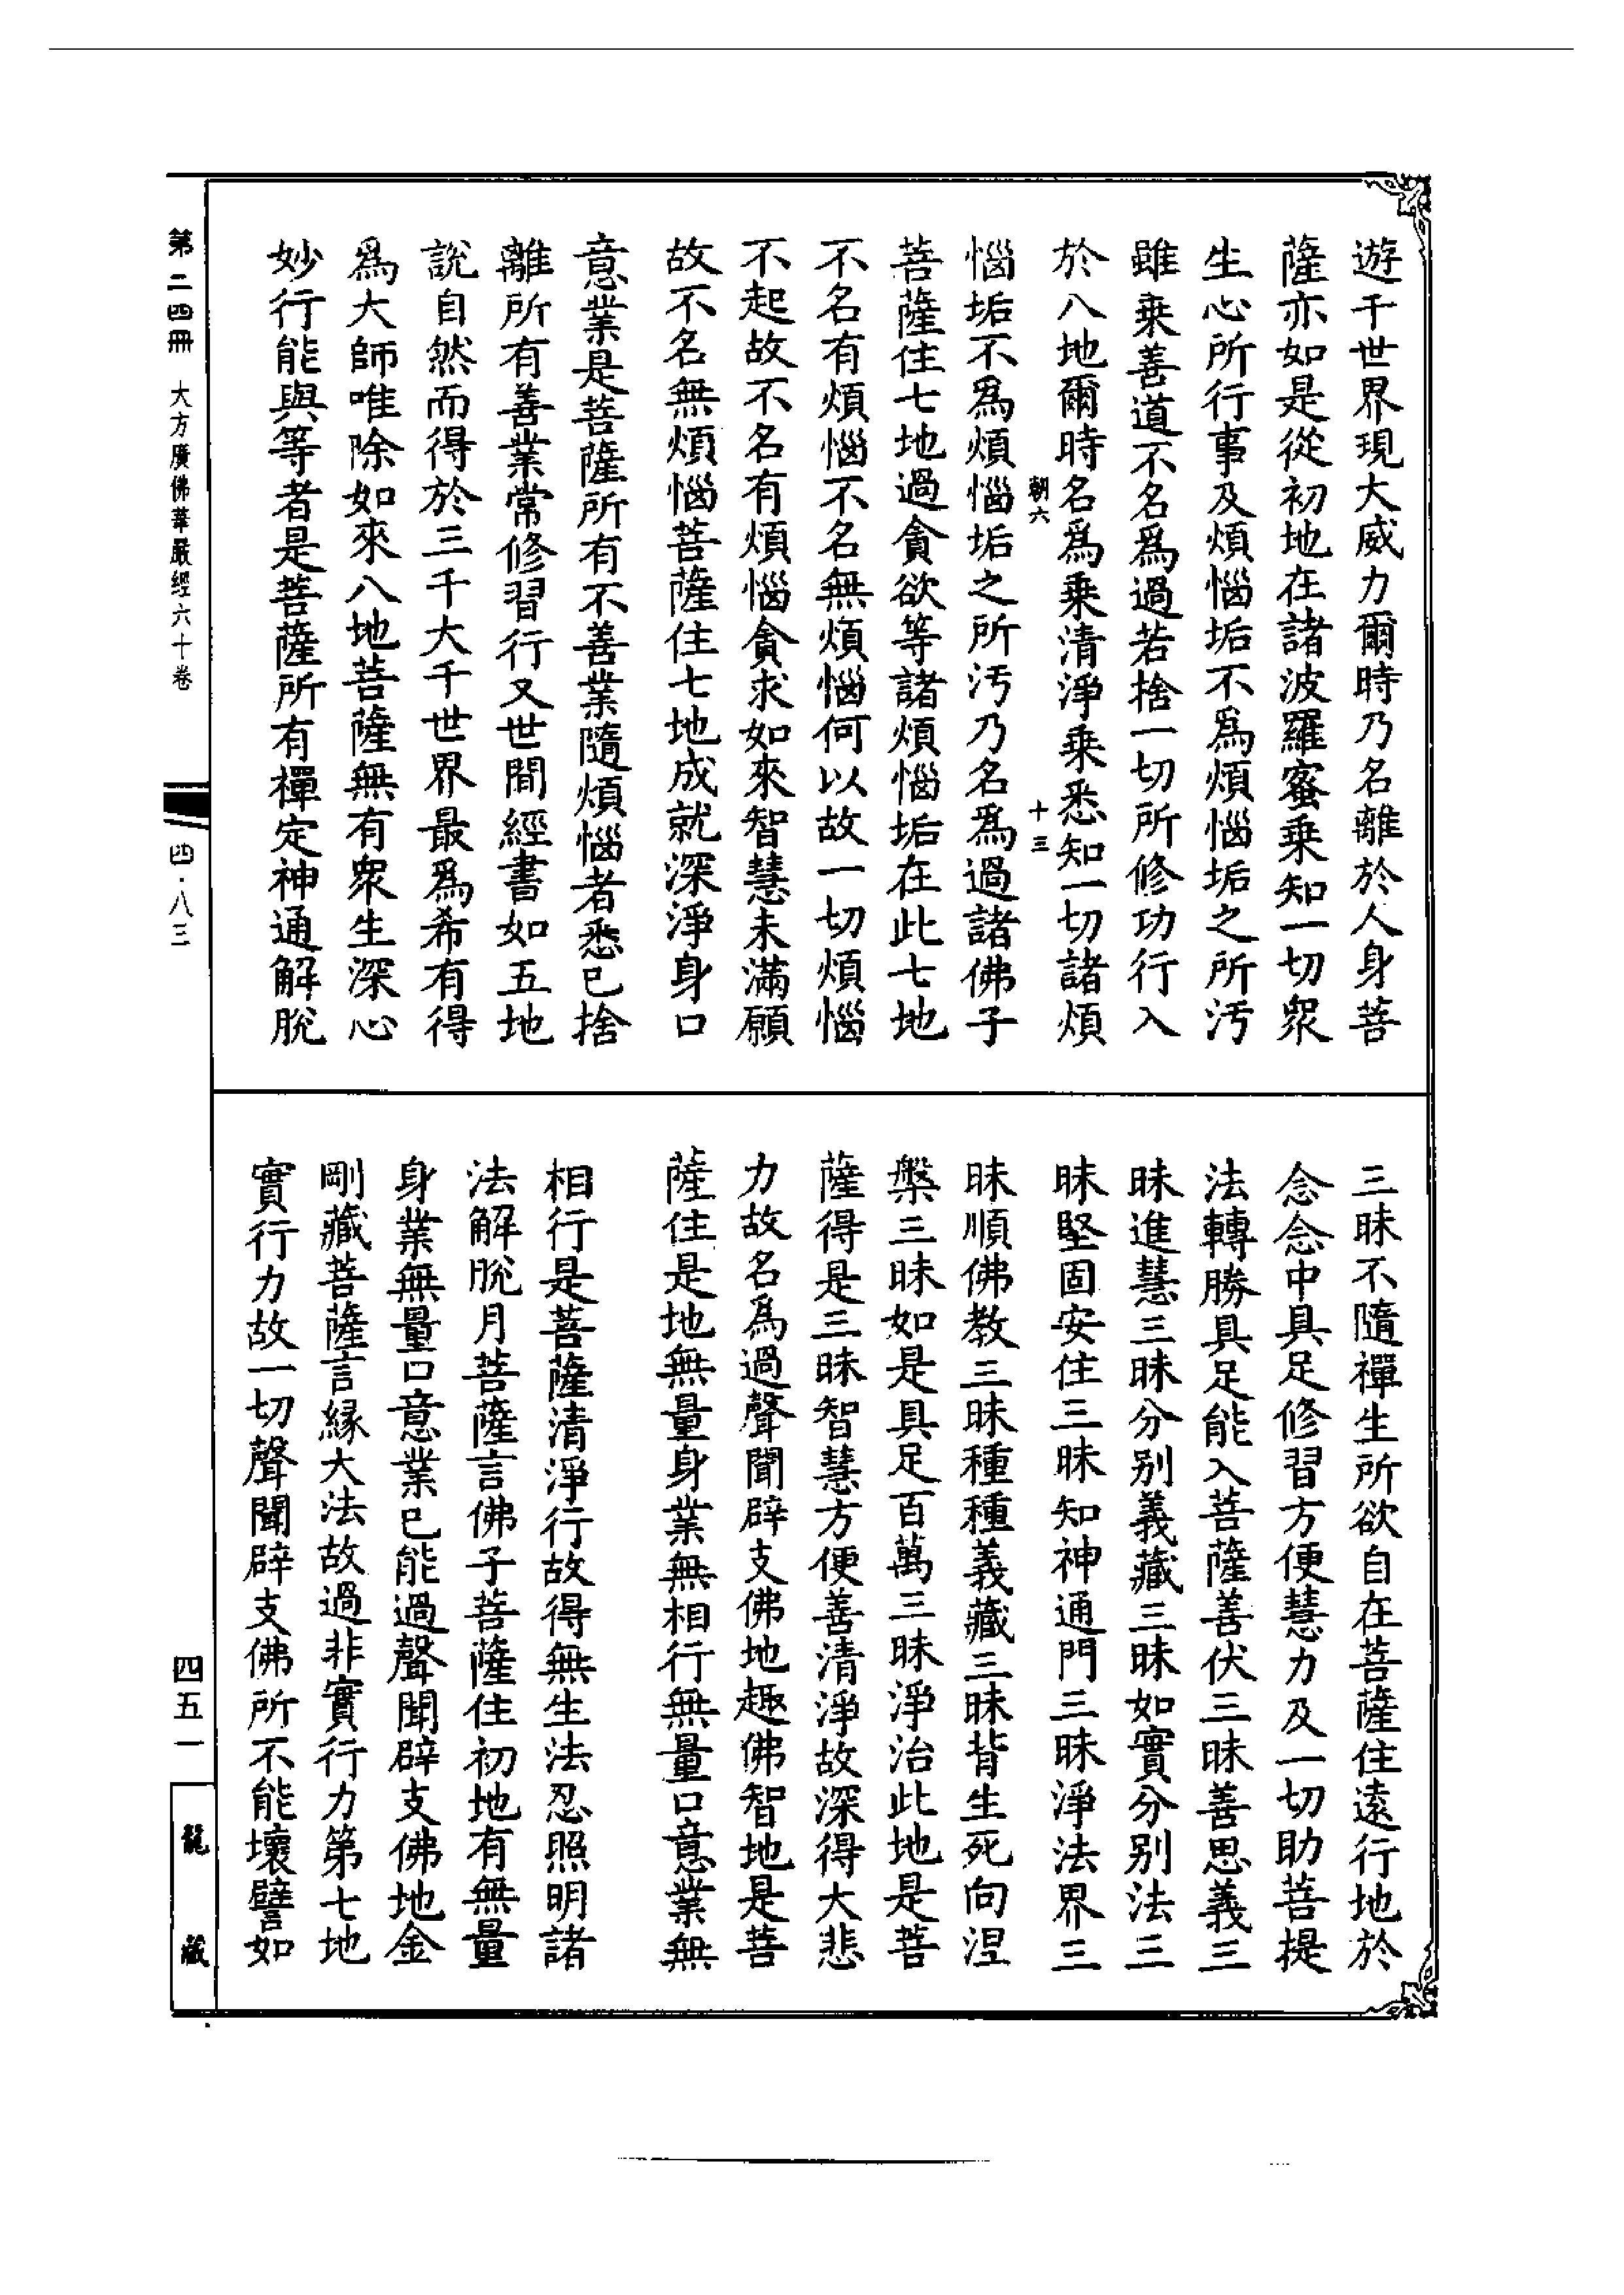 遊千世界現大威力爾時乃名離於人身菩
薩亦如是從初地在諸波羅蜜乘知一切眾
生心所行事及煩惱垢不爲煩惱垢之所污
雖乗善道不名爲過若捨一切所修功行入
於八地爾時名爲乗清淨乗悉知一切諸煩
朝六
十三
惱垢不爲煩惱垢之所污乃名爲過諸佛子
菩薩住七地過貪欲等諸煩惱垢在此七地
不名有煩惱不名無煩惱何以故一切煩惱
不起故不名有煩惱貪求如來智慧未滿願
故不名無煩惱菩薩住七地成就深淨身口
意業是菩薩所有不善業隨煩惱者悉已捨
離所有善業常修習行又世間經書如五地
說自然而得於三千大千世界最爲希有得
爲大師唯除如來八地菩薩無有眾生深心
妙行能與等者是菩薩所有禪定神通解脫
三昧不隨禪生所欲自在菩薩住遠行地於
念念中具足修習方便慧力及一切助菩提
法轉勝具足能入菩薩善伏三昧善思義三
昧進慧三昧分別義藏三昧如實分別法三
昧堅固安住三昧知神通門三昧淨法界三
昧順佛教三昧種種義藏三昧背生死向涅
槃三昧如是具足百萬三昧淨治此地是菩
薩得是三昧智慧方便善清淨故深得大悲
力故名爲過聲聞辟支佛地趣佛智地是菩
薩住是地無量身業無相行無量口意業無
相行是菩薩清淨行故得無生法忍照明諸
法解脫月菩薩言佛子菩薩住初地有無量
身業無量口意業已能過聲聞辟支佛地金
剛藏菩薩言縁大法故過非實行力第七地
實行力故一切聲聞辟支佛所不能壞譬如
第二四冊 大方廣佛華嚴經六十卷
四·八三
四五一
龍藏